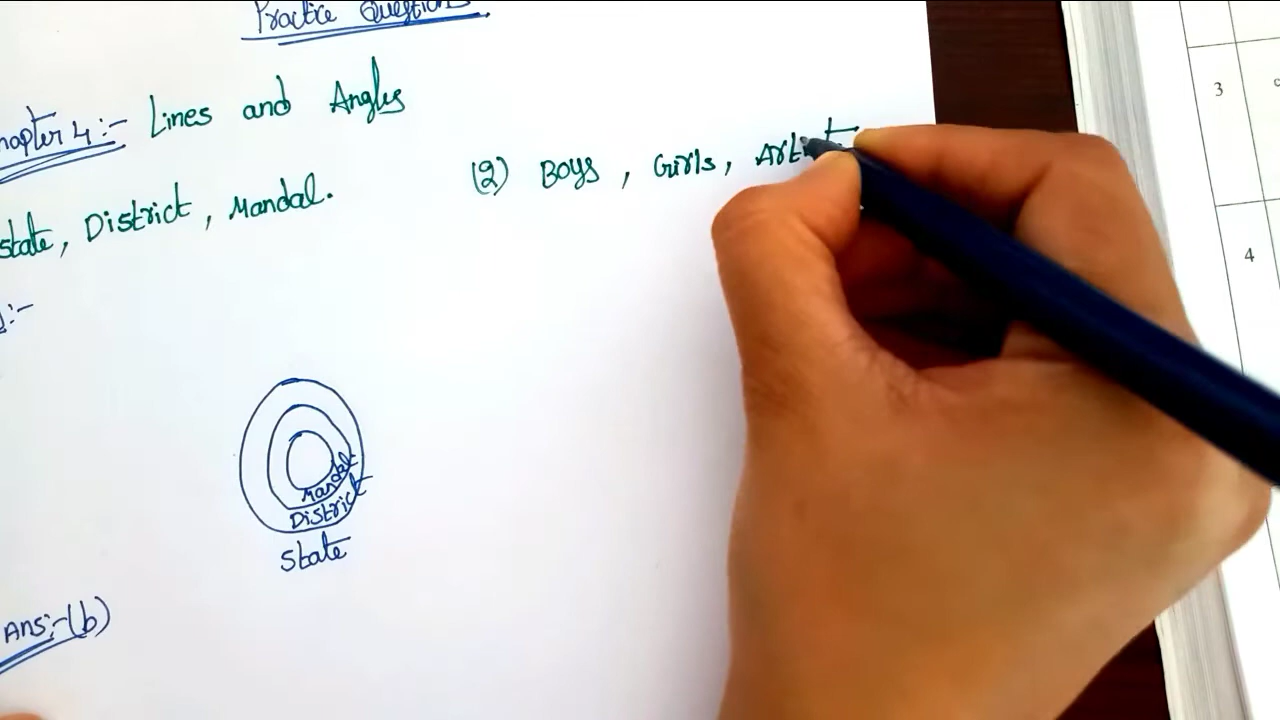 Practice Questions
Chapter 4:- Lines and Angles
State, District, Mandal.
(2) Boys, Girls, Artist
:-
Mandal
District
State
Ans:-(b)
3
4